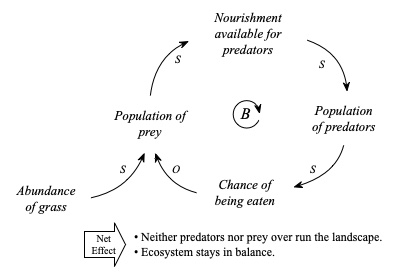 Nourishment
available for
predators
S
S
Population of
prey
B
Population
of predators
S
O
S
Abundance
of grass
Chance of
being eaten
Net
Effect
• Neither predators nor prey over run the landscape.
• Ecosystem stays in balance.